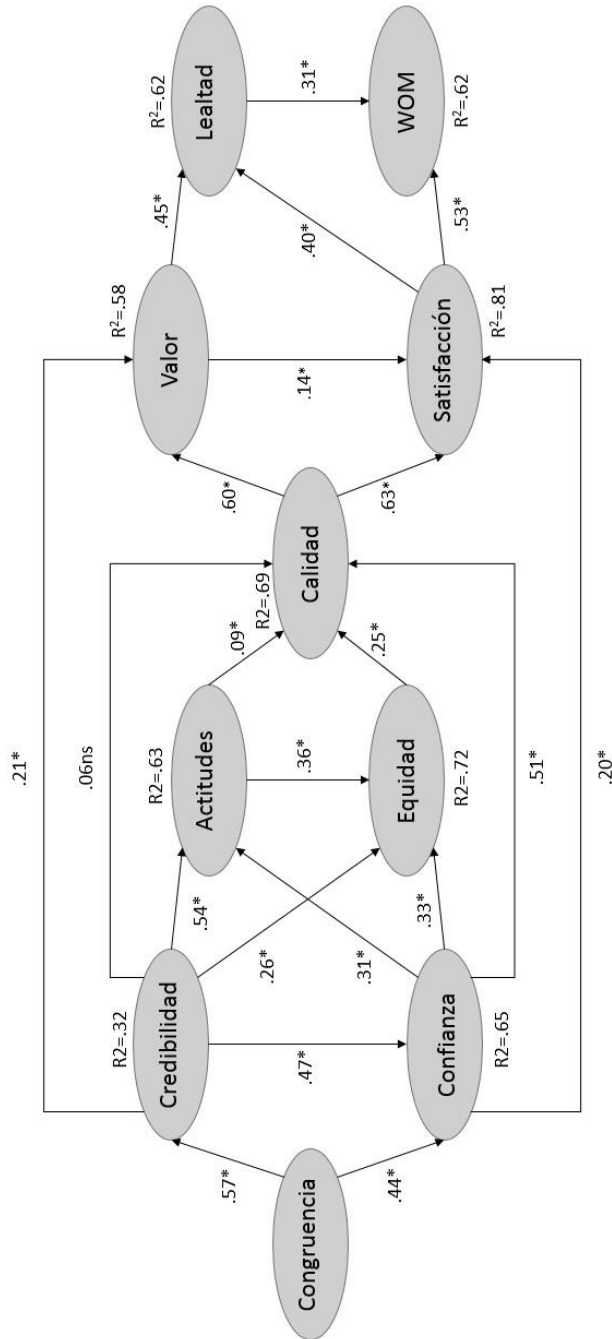 Congruencia
.57*
.44*
R2=.32
Credibilidad
.47*
Confianza
R2=.65
.21*
.06ns
.54*
.26*
.31*
.33*
R2=.63
Actitudes
.36*
Equidad
R2=.72
.09*
.25*
.51*
.20*
R2=.69
Calidad
.60*
.63*
R²=.58
Valor
.14*
Satisfacción
R²=.81
.45*
.40*
.53*
R²=.62
Lealtad
.31*
WOM
R²=.62